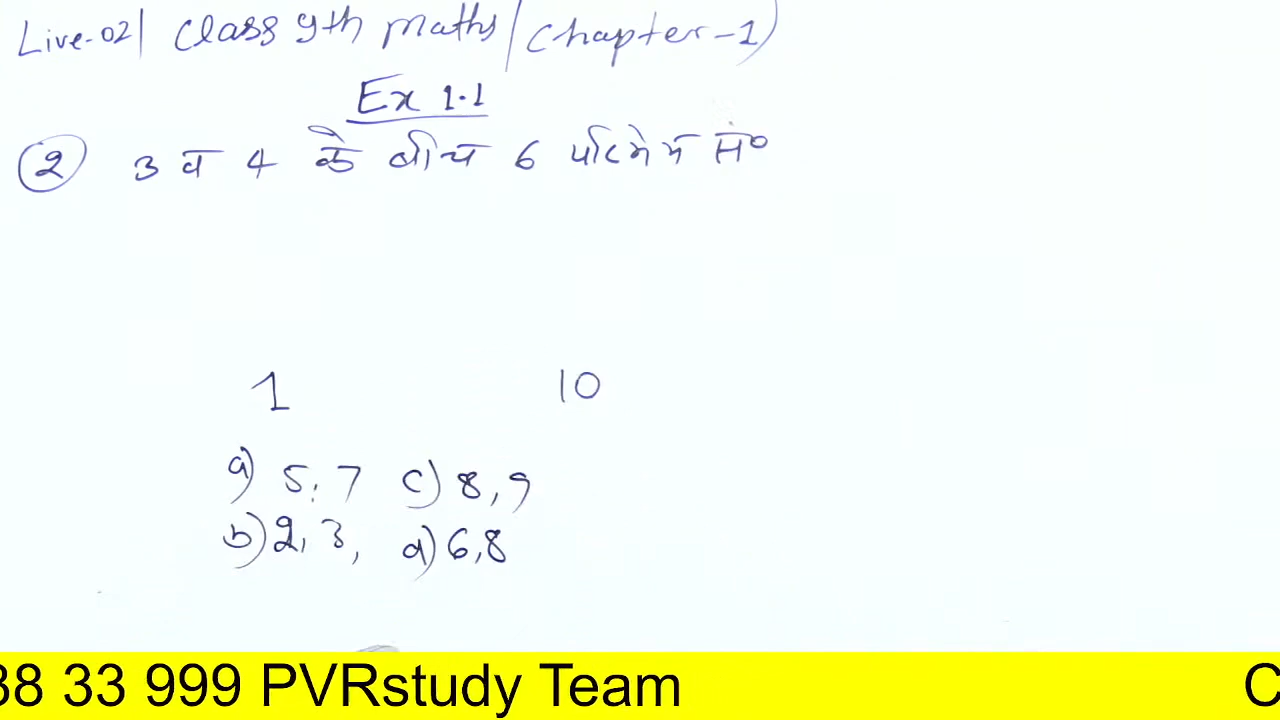 Live-02| Class 9th Maths/(Chapter-1)
Ex 1.1
② 3 व 4 के बीच 6 परिमेय सं०
1 10
a) 5, 7 c) 8, 9
b) 2, 3, d) 6, 8
38 33 999 PVRstudy Team C